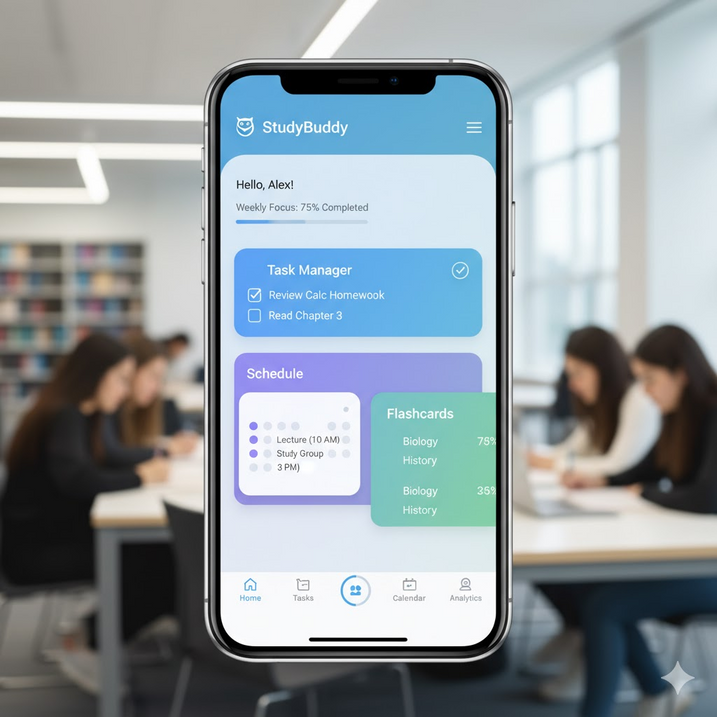 StudyBuddy
Hello, Alex!
Weekly Focus: 75% Completed
Task Manager
Review Calc Homewook
Read Chapter 3
Schedule
Lecture (10 AM)
Study Group
3 PM)
Flashcards
Biology 75%
History
Biology 35%
History
Home
Tasks
Calendar
Analytics